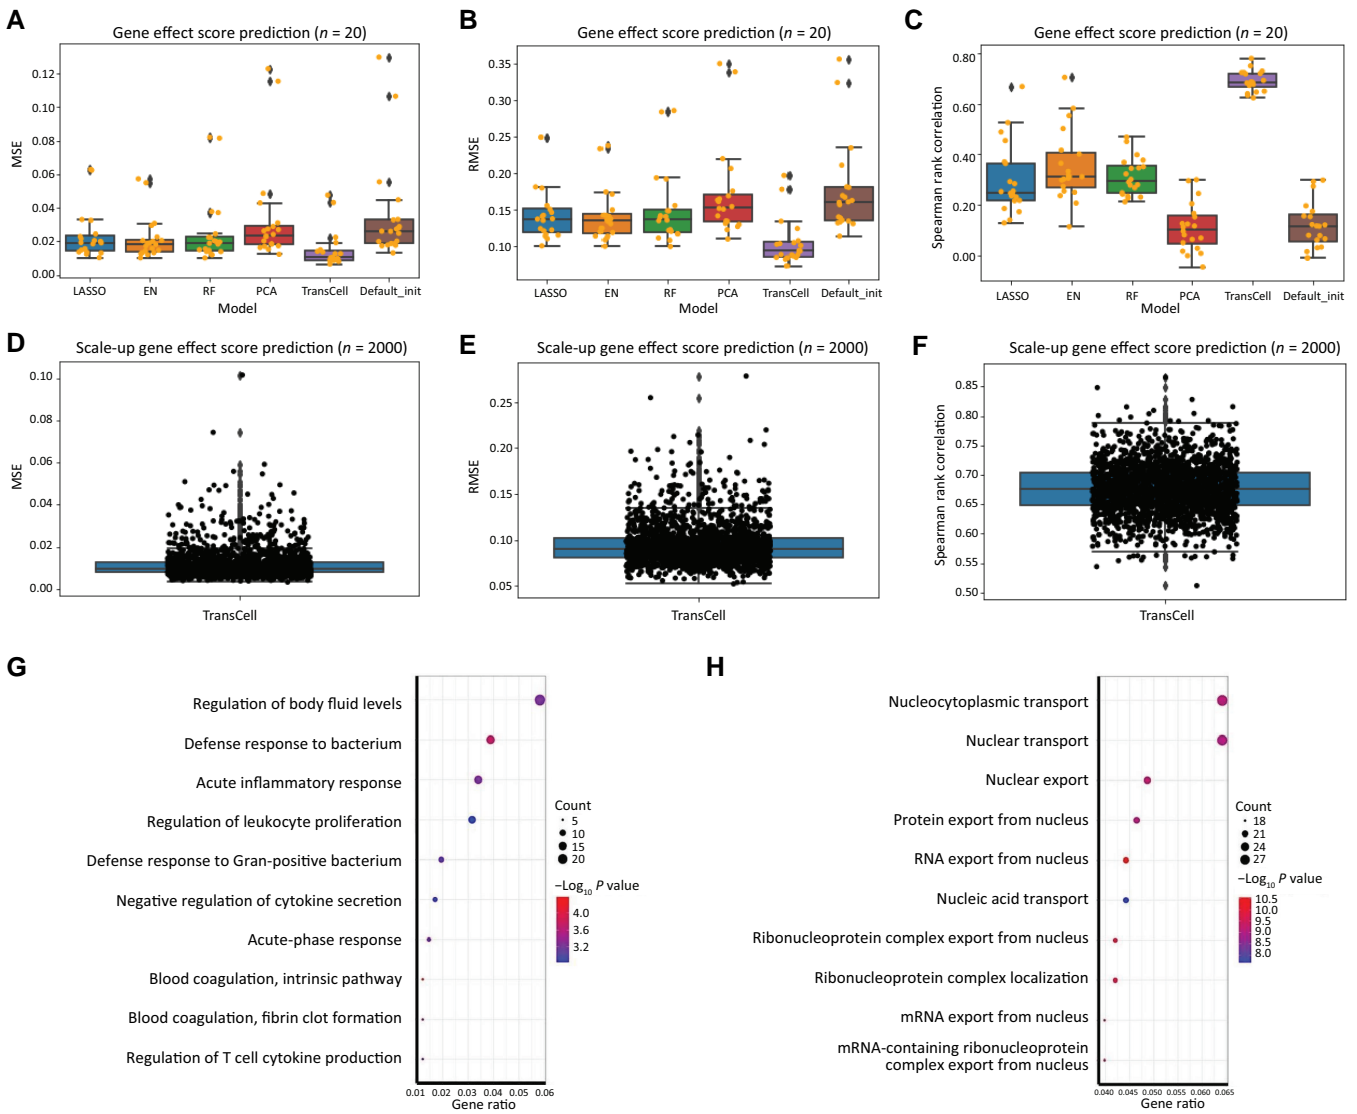 A
Gene effect score prediction (n = 20)
MSE
0.12
0.10
0.08
0.06
0.04
0.02
0.00
LASSO EN RF PCA TransCell Default_init
Model
B
Gene effect score prediction (n = 20)
RMSE
0.35
0.30
0.25
0.20
0.15
0.10
LASSO EN RF PCA TransCell Default_init
Model
C
Gene effect score prediction (n = 20)
Spearman rank correlation
0.80
0.60
0.40
0.20
0.00
LASSO EN RF PCA TransCell Default_init
Model
D
Scale-up gene effect score prediction (n = 2000)
MSE
0.10
0.08
0.06
0.04
0.02
0.00
TransCell
E
Scale-up gene effect score prediction (n = 2000)
RMSE
0.25
0.20
0.15
0.10
0.05
TransCell
F
Scale-up gene effect score prediction (n = 2000)
Spearman rank correlation
0.85
0.80
0.75
0.70
0.65
0.60
0.55
0.50
TransCell
G
Regulation of body fluid levels
Defense response to bacterium
Acute inflammatory response
Regulation of leukocyte proliferation
Defense response to Gran-positive bacterium
Negative regulation of cytokine secretion
Acute-phase response
Blood coagulation, intrinsic pathway
Blood coagulation, fibrin clot formation
Regulation of T cell cytokine production
0.01 0.02 0.03 0.04 0.05 0.06
Gene ratio
Count
5
10
15
20
−Log10 P value
4.0
3.6
3.2
H
Nucleocytoplasmic transport
Nuclear transport
Nuclear export
Protein export from nucleus
RNA export from nucleus
Nucleic acid transport
Ribonucleoprotein complex export from nucleus
Ribonucleoprotein complex localization
mRNA export from nucleus
mRNA-containing ribonucleoprotein
complex export from nucleus
0.040 0.045 0.050 0.055 0.060 0.065
Gene ratio
Count
18
21
24
27
−Log10 P value
10.5
10.0
9.5
9.0
8.5
8.0